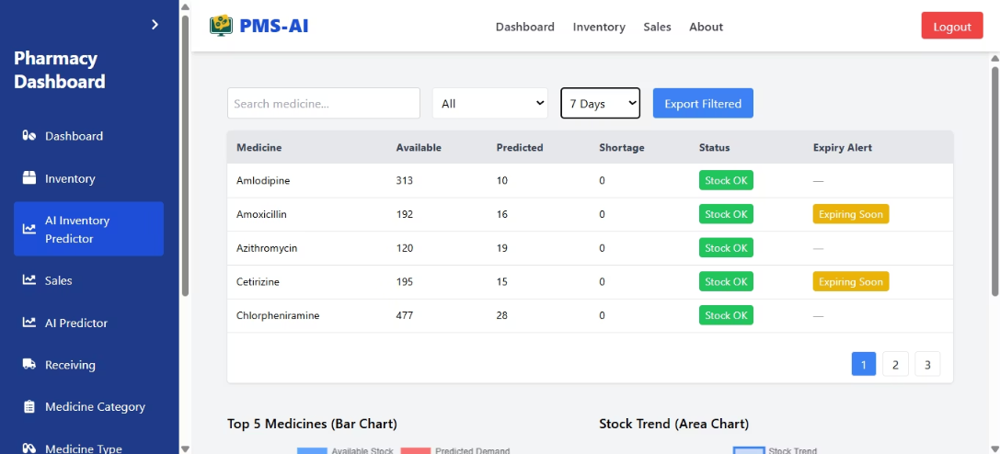 Pharmacy
Dashboard
Dashboard
Inventory
AI Inventory
Predictor
Sales
AI Predictor
Receiving
Medicine Category
Medicine Type
PMS-AI
Dashboard Inventory Sales About
Logout
Search medicine... All 7 Days Export Filtered
Medicine Available Predicted Shortage Status Expiry Alert
Amlodipine 313 10 0 Stock OK —
Amoxicillin 192 16 0 Stock OK Expiring Soon
Azithromycin 120 19 0 Stock OK —
Cetirizine 195 15 0 Stock OK Expiring Soon
Chlorpheniramine 477 28 0 Stock OK —
1 2 3
Top 5 Medicines (Bar Chart) Stock Trend (Area Chart)
Available Stock Predicted Demand Stock Trend